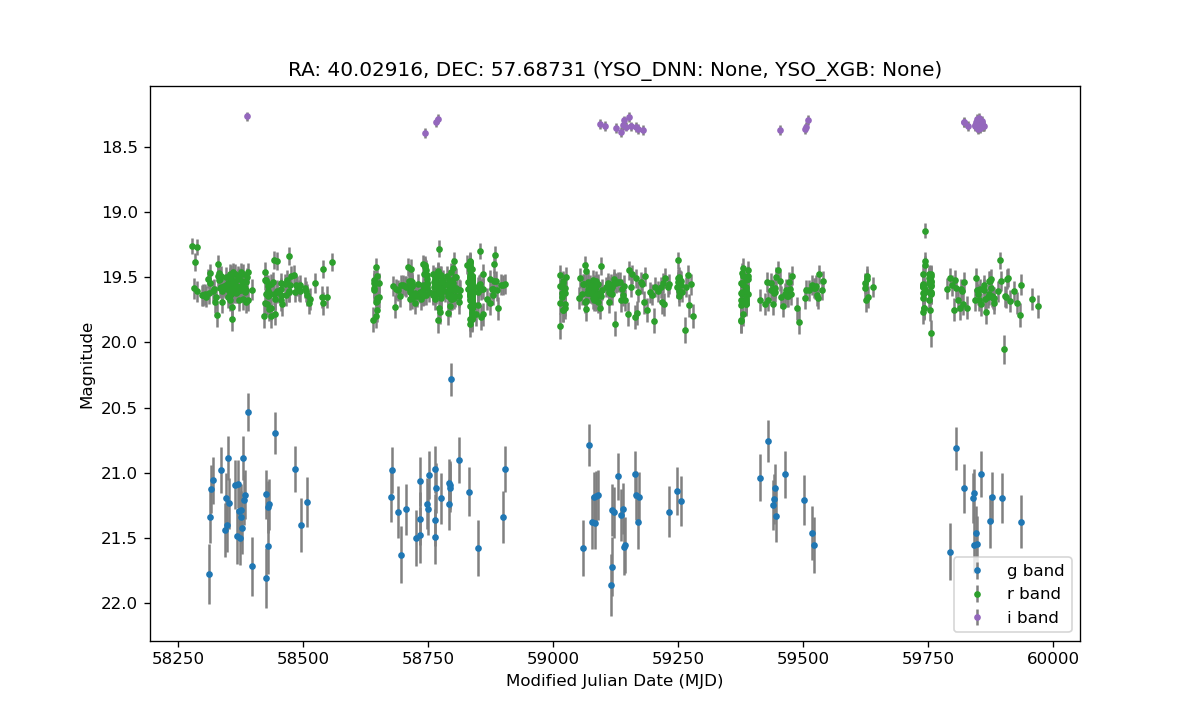 RA: 40.02916, DEC: 57.68731 (YSO_DNN: None, YSO_XGB: None)
18.5
19.0
19.5
20.0
20.5
21.0
21.5
22.0
Magnitude
g band
r band
i band
58250 58500 58750 59000 59250 59500 59750 60000
Modified Julian Date (MJD)